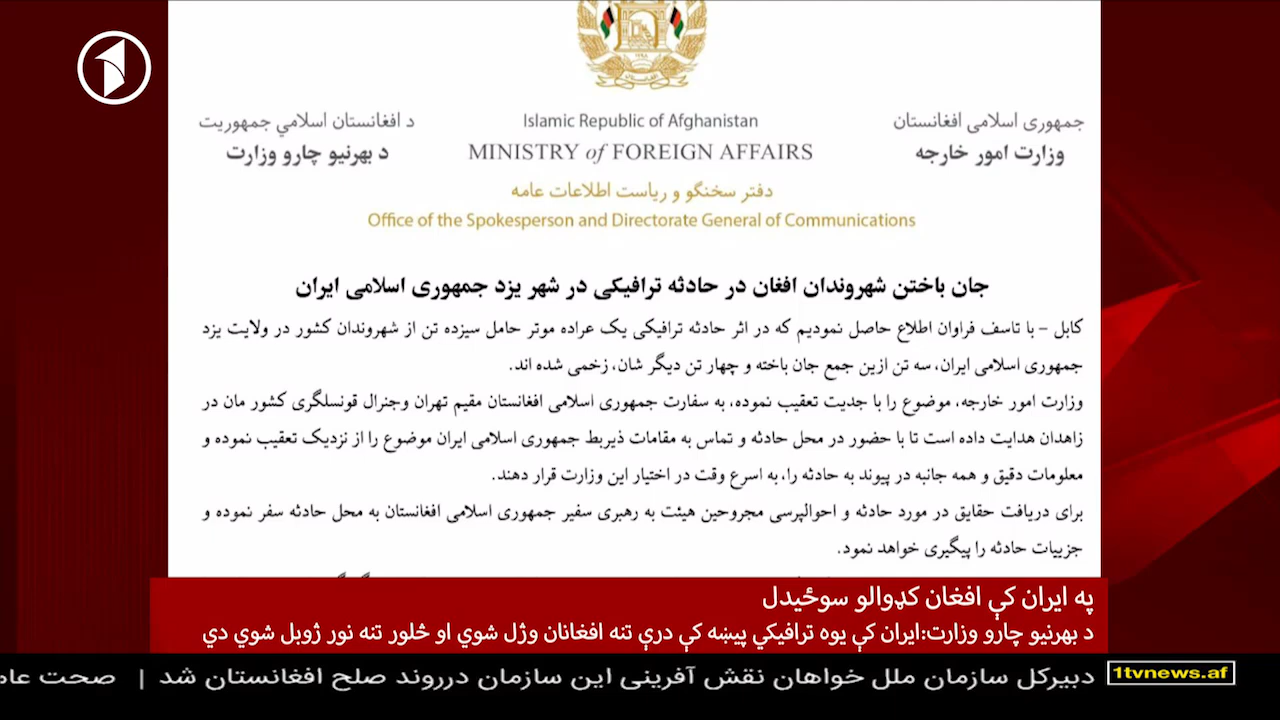 جمهوری اسلامی افغانستان
وزارت امور خارجه
Islamic Republic of Afghanistan
MINISTRY of FOREIGN AFFAIRS
د افغانستان اسلامي جمهوریت
د بهرنیو چارو وزارت
دفتر سخنگو و ریاست اطلاعات عامه
Office of the Spokesperson and Directorate General of Communications
جان باختن شهروندان افغان در حادثه ترافیکی در شهر یزد جمهوری اسلامی ایران
کابل – با تاسف فراوان اطلاع حاصل نمودیم که در اثر حادثه ترافیکی یک عراده موتر حامل سیزده تن از شهروندان کشور در ولایت یزد
جمهوری اسلامی ایران، سه تن ازین جمع جان باخته و چهار تن دیگر شان، زخمی شده اند.
وزارت امور خارجه، موضوع را با جدیت تعقیب نموده، به سفارت جمهوری اسلامی افغانستان مقیم تهران وجنرال قونسلگری کشور مان در
زاهدان هدایت داده است تا با حضور در محل حادثه و تماس به مقامات ذیربط جمهوری اسلامی ایران موضوع را از نزدیک تعقیب نموده و
معلومات دقیق و همه جانبه در پیوند به حادثه را، به اسرع وقت در اختیار این وزارت قرار دهند.
برای دریافت حقایق در مورد حادثه و احوالپرسی مجروحین هیئت به رهبری سفیر جمهوری اسلامی افغانستان به محل حادثه سفر نموده و
جزییات حادثه را پیگیری خواهد نمود.
په ایران کې افغان کډوالو سوځیدل
د بهرنیو چارو وزارت:ایران کې یوه ترافیکي پیښه کې درې تنه افغانان وژل شوي او څلور تنه نور ژوبل شوي دي
1tvnews.af
دبیرکل سازمان ملل خواهان نقش آفرینی این سازمان درروند صلح افغانستان شد | صحت عام